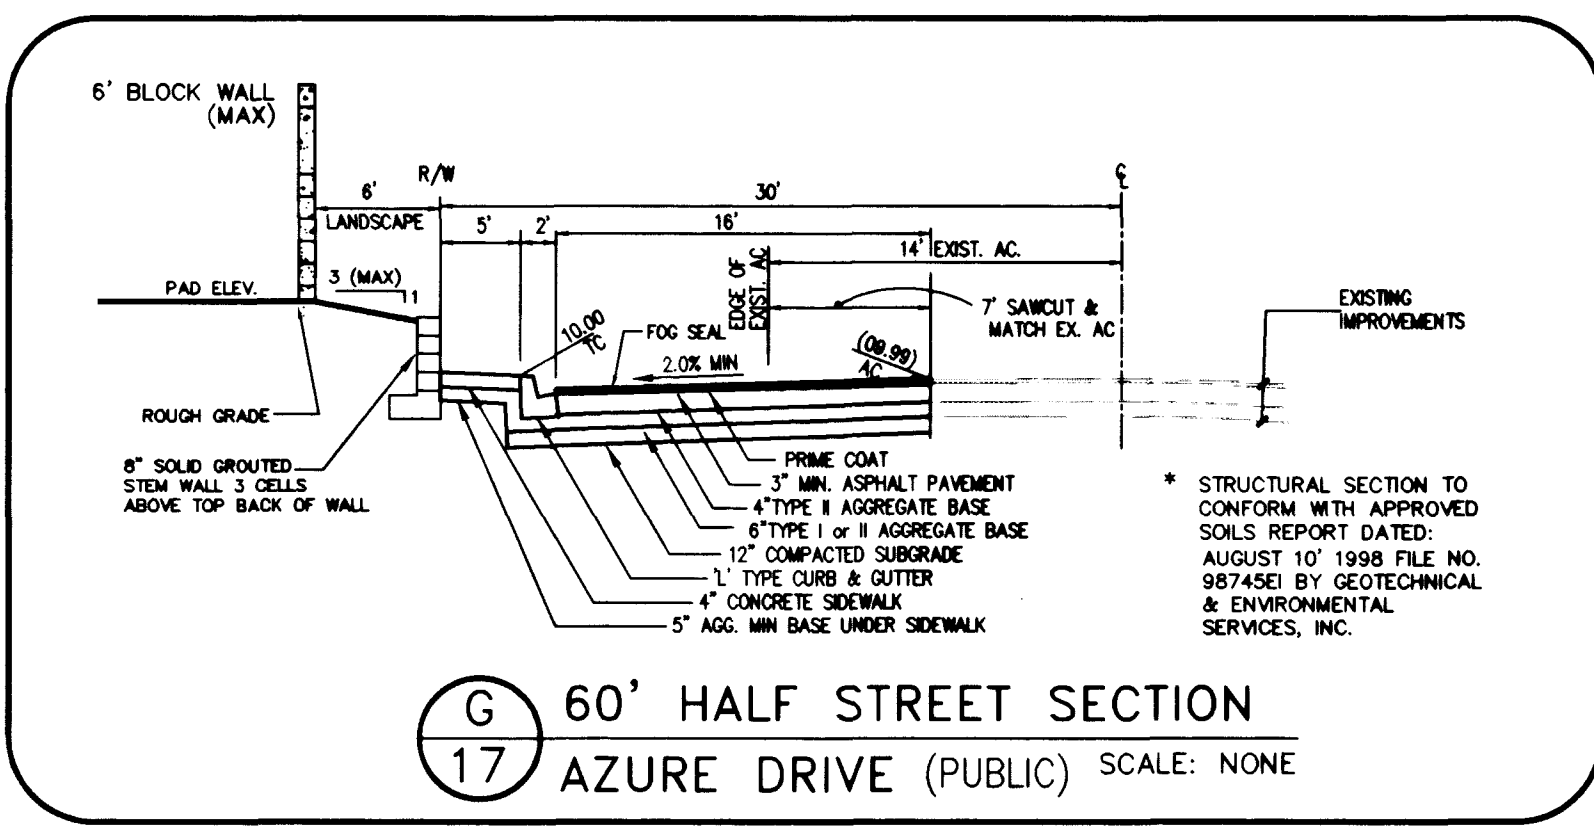 6' BLOCK WALL
(MAX)
R/W
℄
6'
30'
LANDSCAPE
5'
2'
16'
14' EXIST. AC.
EDGE OF
EXIST. AC
PAD ELEV.
3 (MAX)
1
7' SAWCUT &
MATCH EX. AC
EXISTING
IMPROVEMENTS
10.00
TC
FOG SEAL
2.0% MIN
(09.99)
AC
ROUGH GRADE
8" SOLID GROUTED
STEM WALL 3 CELLS
ABOVE TOP BACK OF WALL
PRIME COAT
3" MIN. ASPHALT PAVEMENT
4" TYPE II AGGREGATE BASE
6" TYPE I or II AGGREGATE BASE
12" COMPACTED SUBGRADE
'L' TYPE CURB & GUTTER
4" CONCRETE SIDEWALK
5" AGG. MIN BASE UNDER SIDEWALK
* STRUCTURAL SECTION TO
CONFORM WITH APPROVED
SOILS REPORT DATED:
AUGUST 10' 1998 FILE NO.
98745EI BY GEOTECHNICAL
& ENVIRONMENTAL
SERVICES, INC.
G
17
60' HALF STREET SECTION
AZURE DRIVE (PUBLIC) SCALE: NONE